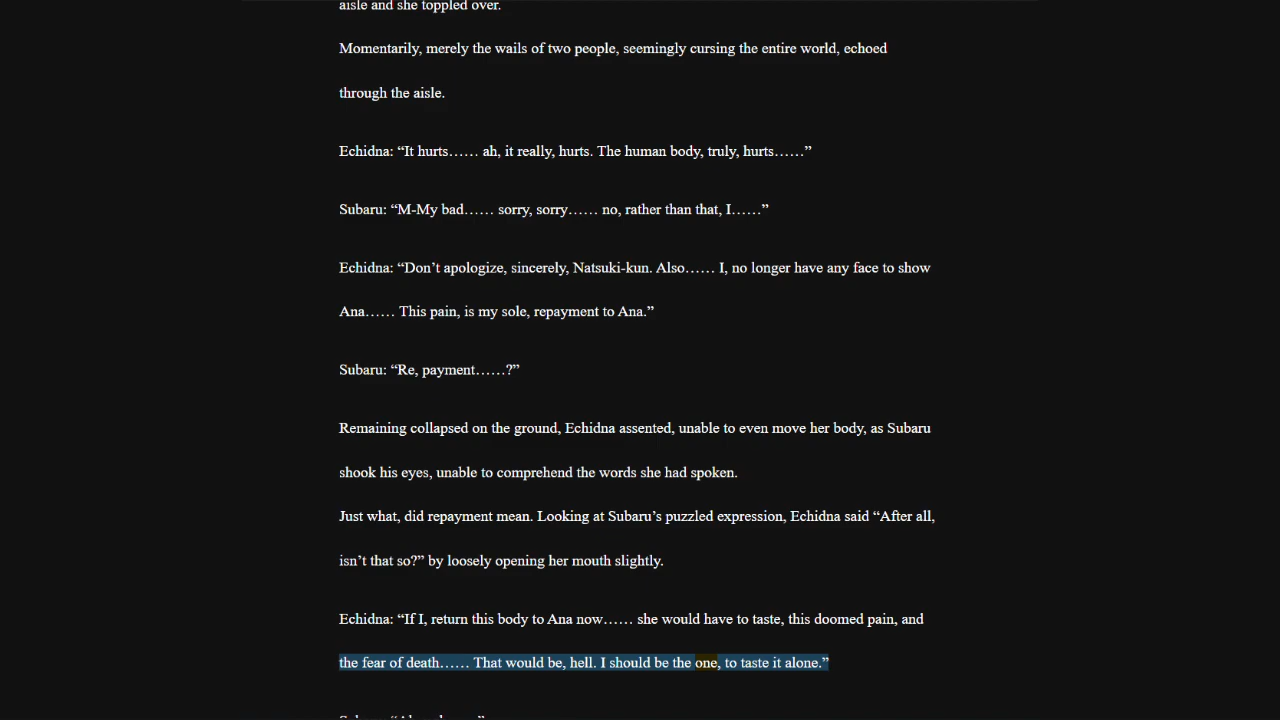 aisle and she toppled over.
Momentarily, merely the wails of two people, seemingly cursing the entire world, echoed
through the aisle.
Echidna: “It hurts…… ah, it really, hurts. The human body, truly, hurts……”
Subaru: “M-My bad…… sorry, sorry…… no, rather than that, I……”
Echidna: “Don’t apologize, sincerely, Natsuki-kun. Also…… I, no longer have any face to show
Ana…… This pain, is my sole, repayment to Ana.”
Subaru: “Re, payment……?”
Remaining collapsed on the ground, Echidna assented, unable to even move her body, as Subaru
shook his eyes, unable to comprehend the words she had spoken.
Just what, did repayment mean. Looking at Subaru’s puzzled expression, Echidna said “After all,
isn’t that so?” by loosely opening her mouth slightly.
Echidna: “If I, return this body to Ana now…… she would have to taste, this doomed pain, and
the fear of death…… That would be, hell. I should be the one, to taste it alone.”